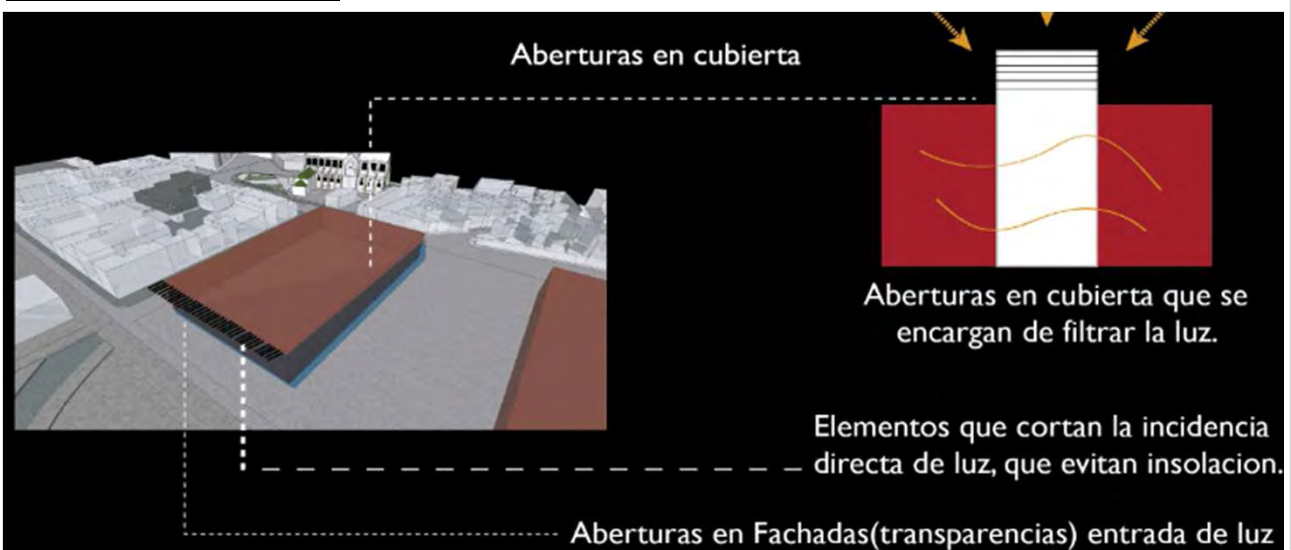 Aberturas en cubierta
Aberturas en cubierta que se
encargan de filtrar la luz.
Elementos que cortan la incidencia
directa de luz, que evitan insolacion.
Aberturas en Fachadas(transparencias) entrada de luz